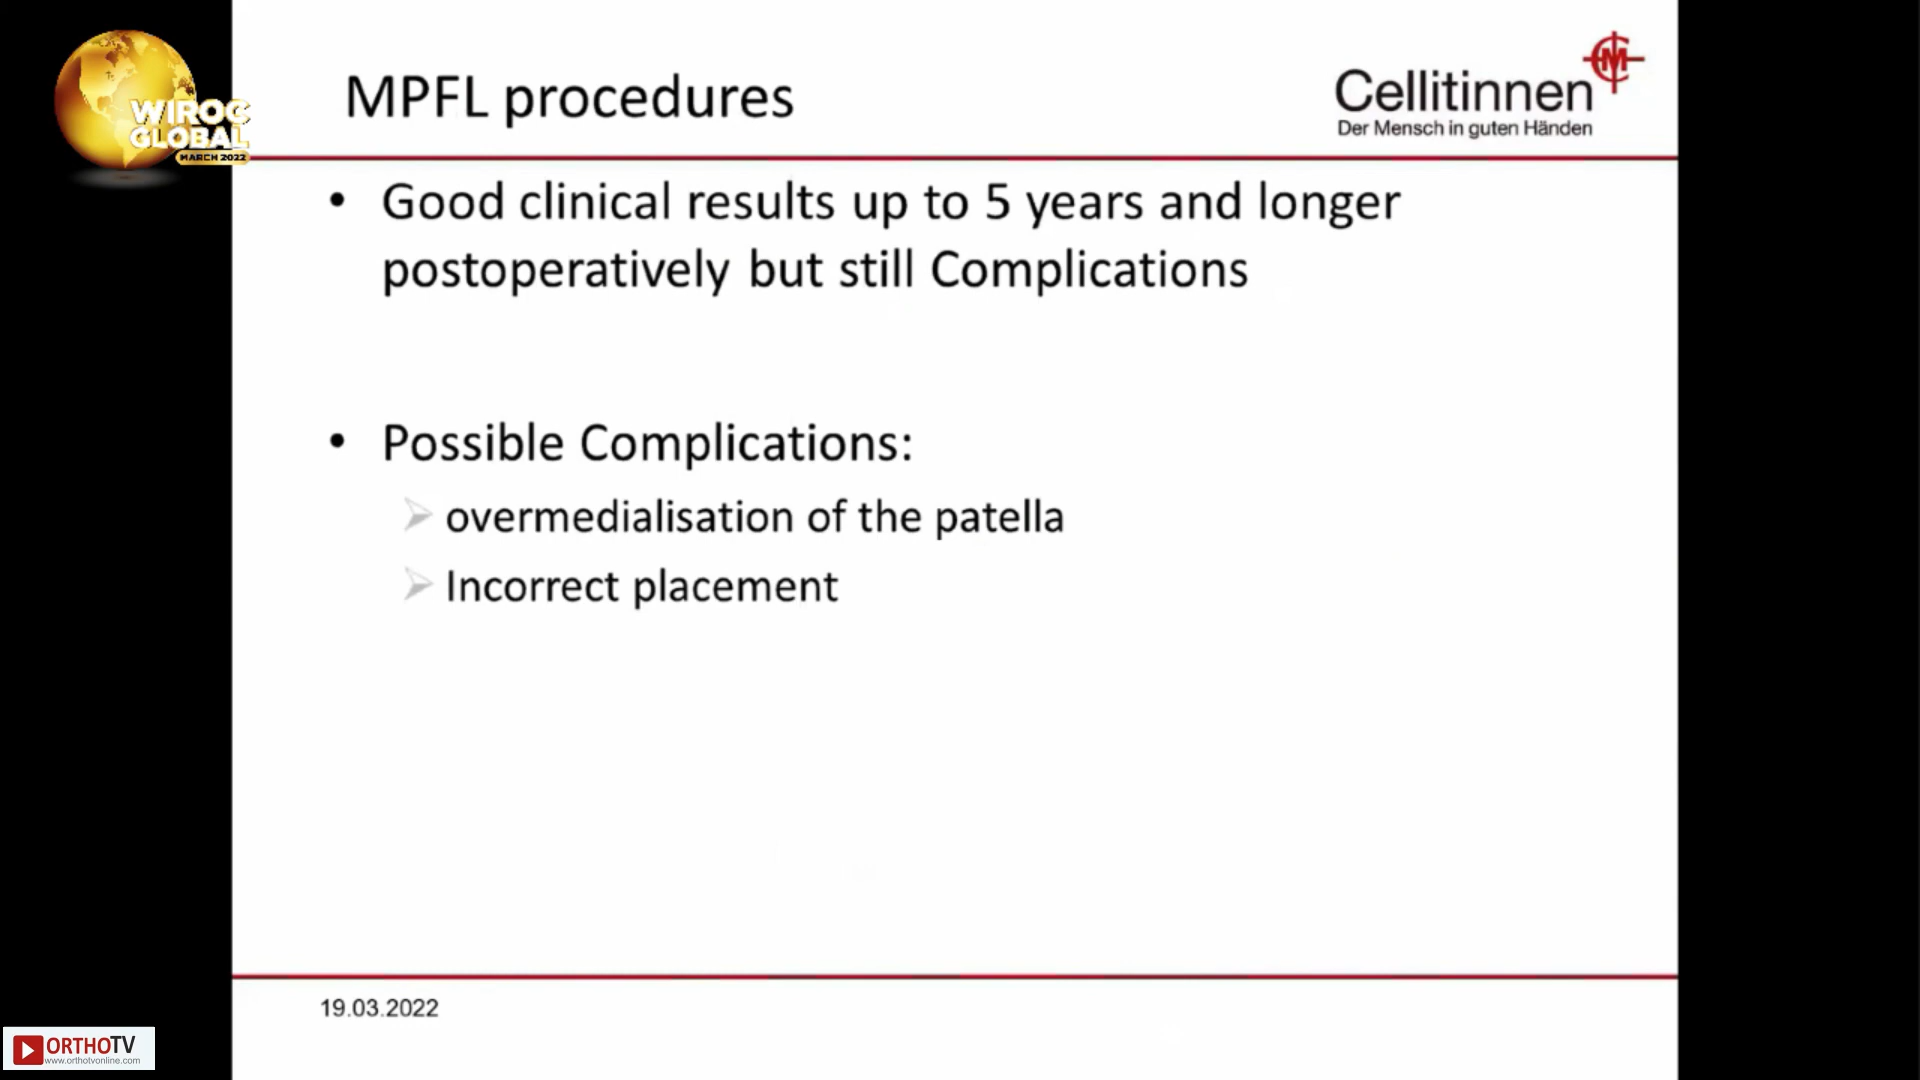 WIROC
GLOBAL
MARCH 2022
MPFL procedures
Cellitinnen
CM
Der Mensch in guten Händen
• Good clinical results up to 5 years and longer
postoperatively but still Complications
• Possible Complications:
➢ overmedialisation of the patella
➢ Incorrect placement
19.03.2022
ORTHOTV
www.orthotvonline.com